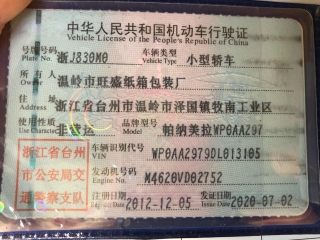 中华人民共和国机动车行驶证
Vehicle License of the People's Republic of China
号牌号码 Plate No. 浙J830M0 车辆类型 Vehicle Type 小型轿车
所有人 Owner 温岭市旺盛纸箱包装厂
住址 Address 浙江省台州市温岭市泽国镇牧南工业区
使用性质 Use Character 非营运 品牌型号 Model 帕纳美拉WP0AAZ97
浙江省台州市公安局交通警察支队
车辆识别代号 VIN WP0AAZ979DL013105
发动机号码 Engine No. M4620VD02752
注册日期 Register Date 2012-12-05 发证日期 Issue Date 2020-07-02